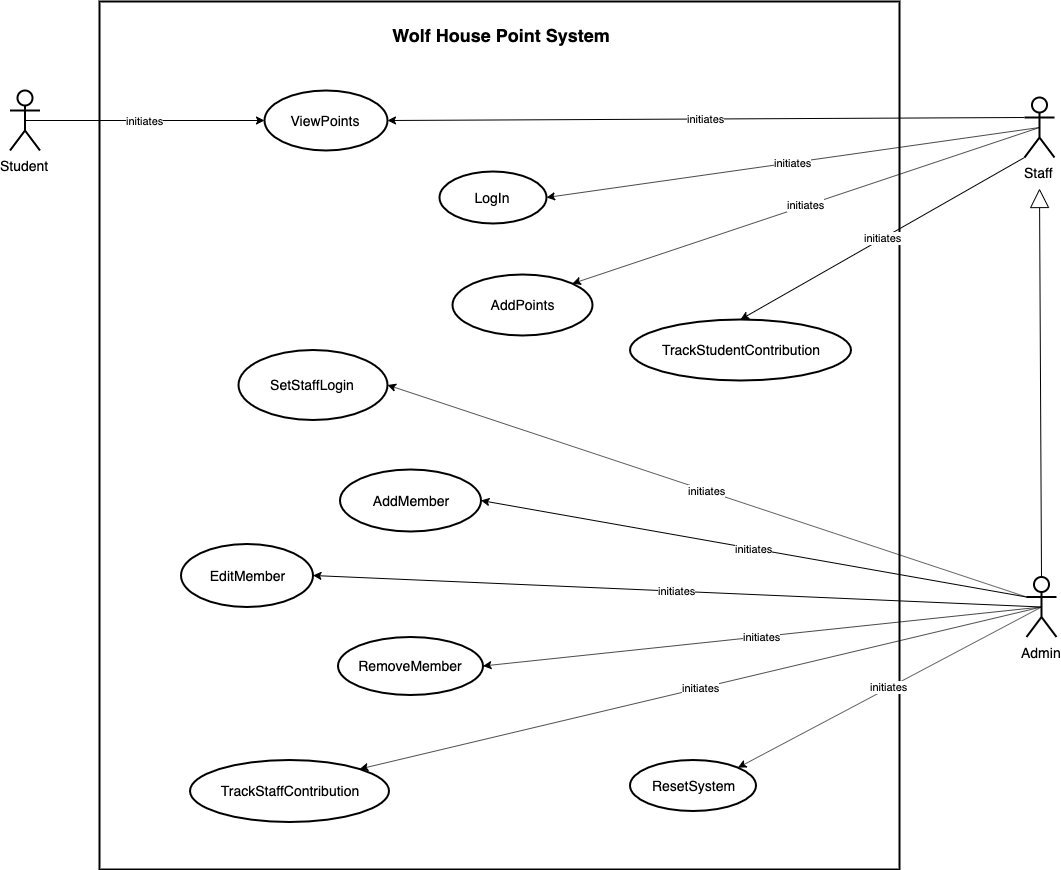 Wolf House Point System
initiates
ViewPoints
initiates
Student
Staff
initiates
LogIn
initiates
initiates
AddPoints
TrackStudentContribution
SetStaffLogin
initiates
AddMember
initiates
EditMember
initiates
initiates
Admin
RemoveMember
initiates
initiates
TrackStaffContribution
ResetSystem